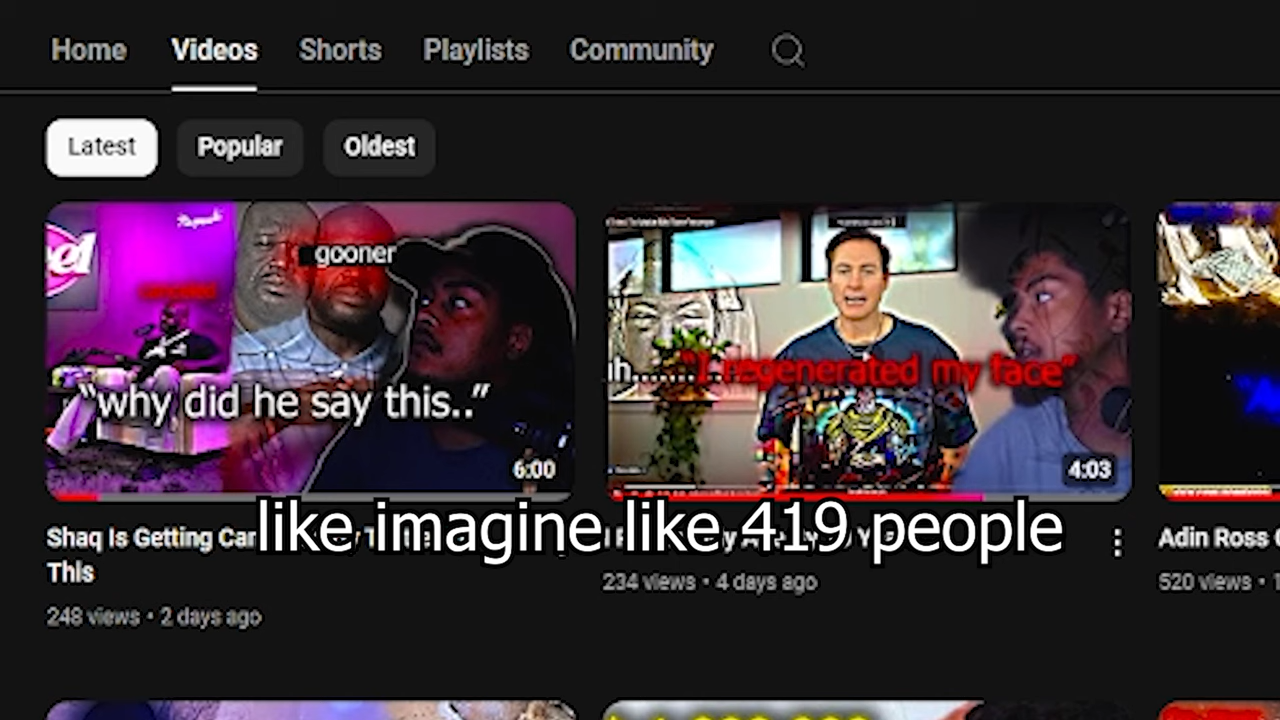 Home Videos Shorts Playlists Community
Latest Popular Oldest
gooner
"why did he say this.."
6:00
"I regenerated my face"
4:03
like imagine like 419 people
Shaq Is Getting
This
248 views • 2 days ago
234 views • 4 days ago
Adin Ross
520 views •